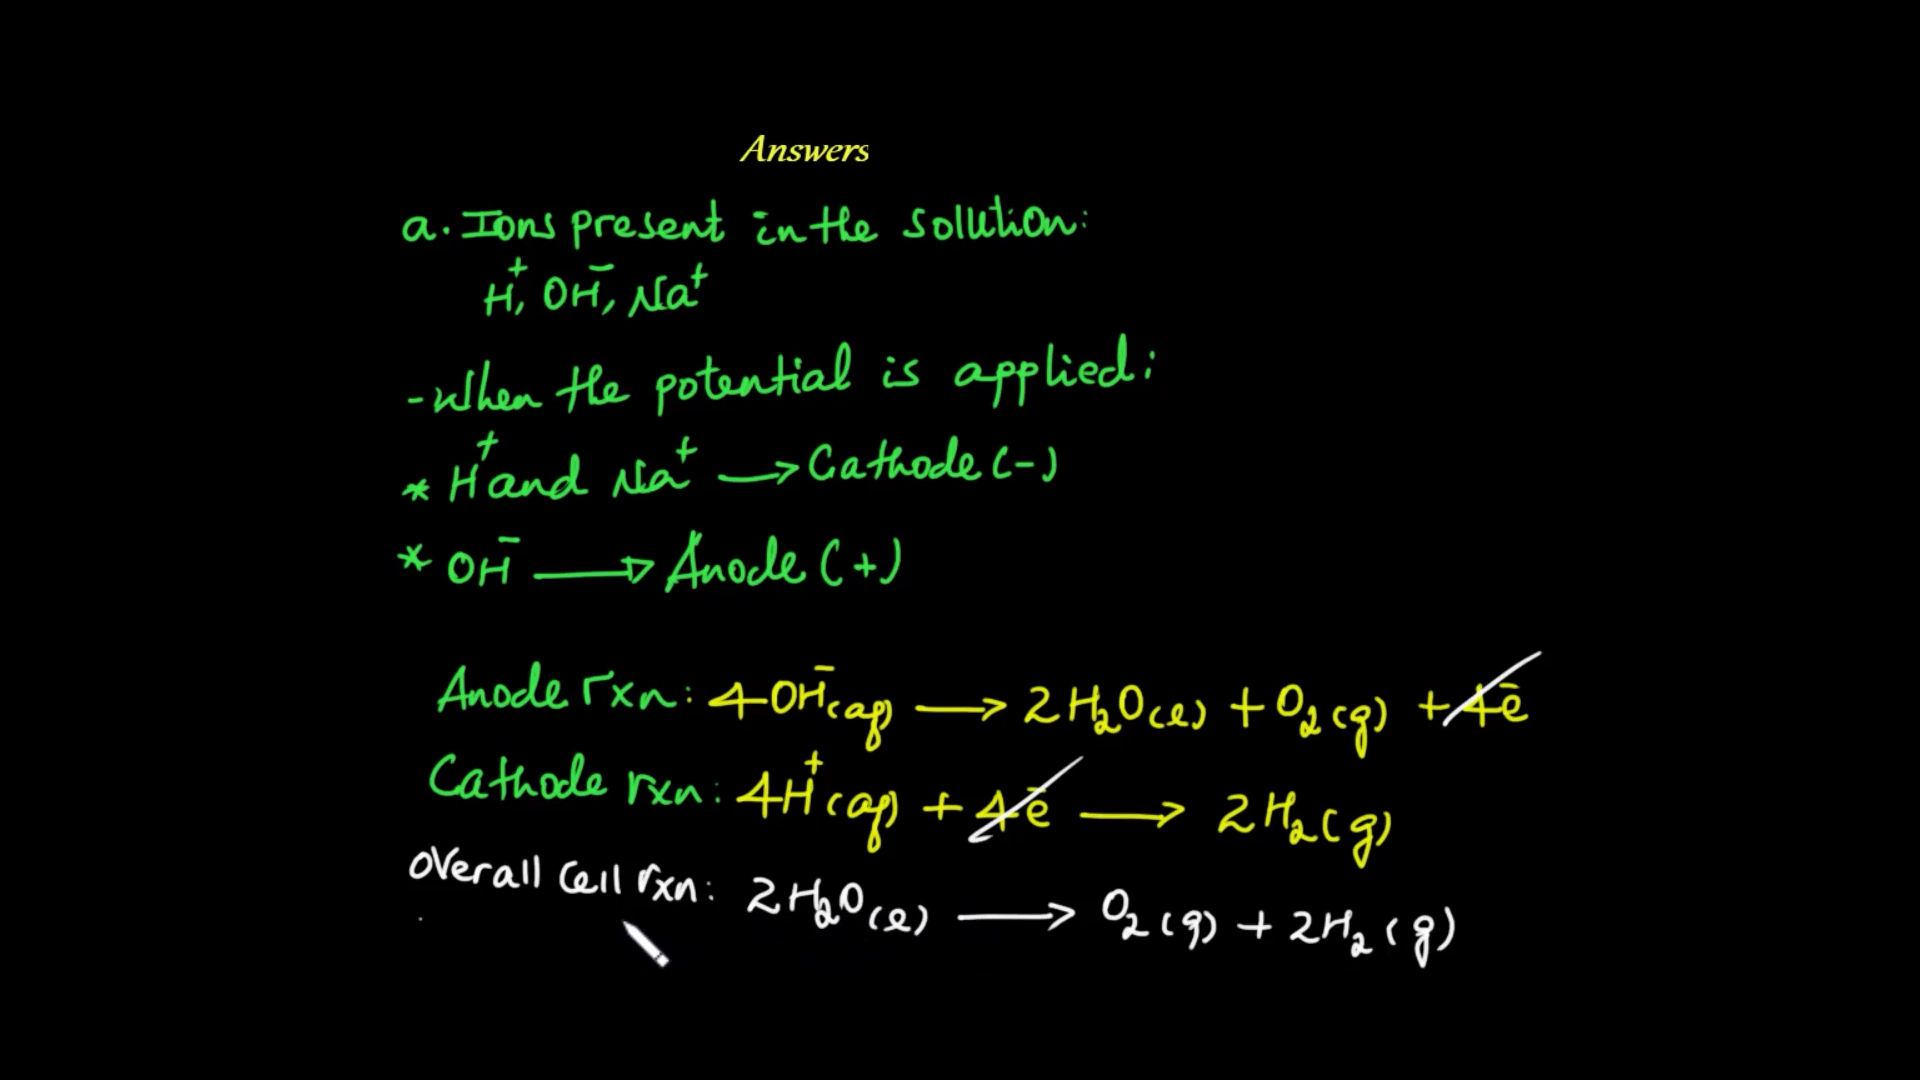 Answers
a. Ions present in the solution:
H⁺, OH⁻, Na⁺
- When the potential is applied:
* H⁺ and Na⁺ → Cathode (-)
* OH⁻ → Anode (+)
Anode rxn: 4OH⁻(aq) → 2H₂O(l) + O₂(g) + 4e⁻
Cathode rxn: 4H⁺(aq) + 4e⁻ → 2H₂(g)
Overall cell rxn: 2H₂O(l) → O₂(g) + 2H₂(g)